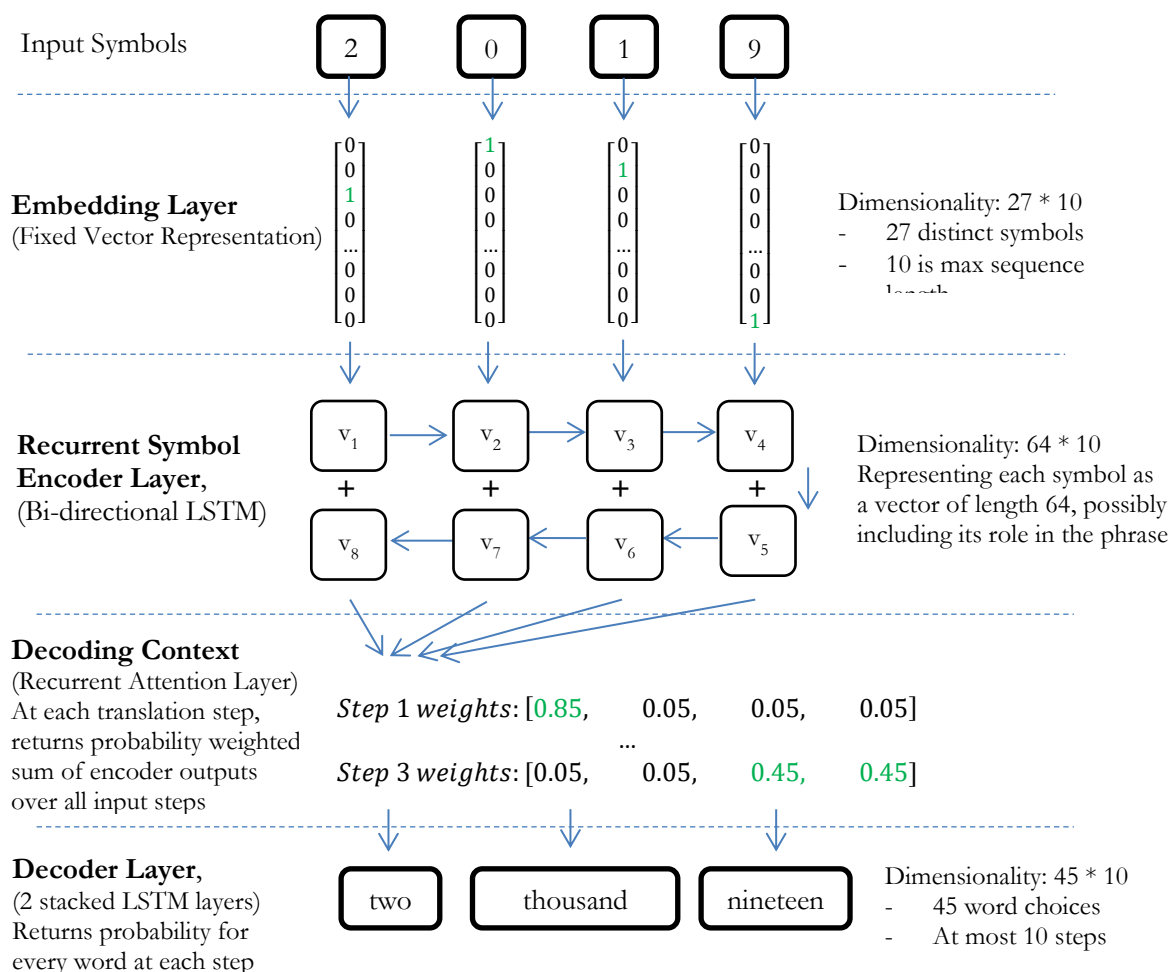 Input Symbols
2 0 1 9
Embedding Layer
(Fixed Vector Representation)
[0 0 1 0 ... 0 0 0]
[1 0 0 0 ... 0 0 0]
[0 1 0 0 ... 0 0 0]
[0 0 0 0 ... 0 0 1]
Dimensionality: 27 * 10
- 27 distinct symbols
- 10 is max sequence
length
Recurrent Symbol
Encoder Layer,
(Bi-directional LSTM)
v1 v2 v3 v4
+ + + +
v8 v7 v6 v5
Dimensionality: 64 * 10
Representing each symbol as
a vector of length 64, possibly
including its role in the phrase
Decoding Context
(Recurrent Attention Layer)
At each translation step,
returns probability weighted
sum of encoder outputs
over all input steps
Step 1 weights: [0.85, 0.05, 0.05, 0.05]
...
Step 3 weights: [0.05, 0.05, 0.45, 0.45]
Decoder Layer,
(2 stacked LSTM layers)
Returns probability for
every word at each step
two thousand nineteen
Dimensionality: 45 * 10
- 45 word choices
- At most 10 steps